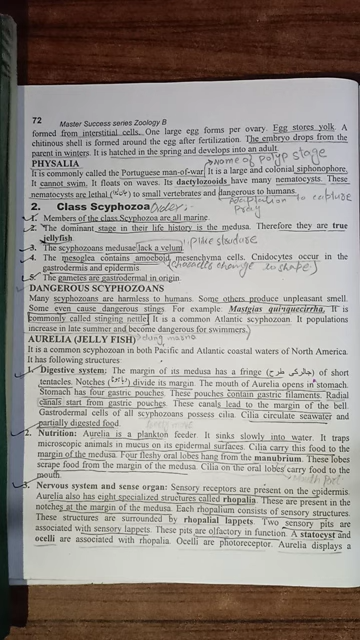 72 Master Success series Zoology B
formed from interstitial cells. One large egg forms per ovary. Egg stores yolk. A
chitinous shell is formed around the egg after fertilization. The embryo drops from the
parent in winters. It is hatched in the spring and develops into an adult.
PHYSALIA Name of polyp stage
It is commonly called the Portuguese man-of-war. It is a large and colonial siphonophore.
It cannot swim. It floats on waves. Its dactylozooids have many nematocysts. These
nematocysts are lethal to small vertebrates and dangerous to humans.
Adaptation to capture
Prey
2. Class Scyphozoa
1. Members of the class Scyphozoa are all marine.
2. The dominant stage in their life history is the medusa. Therefore they are true
jellyfish.
3. The scyphozoans medusae lack a velum.
4. The mesoglea contains amoeboid mesenchyma cells. Cnidocytes occur in the
gastrodermis and epidermis (characters change in shape)
5. The gametes are gastrodermal in origin.
DANGEROUS SCYPHOZOANS
Many scyphozoans are harmless to humans. Some others produce unpleasant smell.
Some even cause dangerous stings. For example: Mastgias quinquecirrha, It is
commonly called stinging nettle. It is a common Atlantic scyphozoan. It populations
increase in late summer and become dangerous for swimmers.
AURELIA (JELLY FISH)
It is a common scyphozoan in both Pacific and Atlantic coastal waters of North America.
It has following structures
1. Digestive system: The margin of its medusa has a fringe (جھالر کی طرح) of short
tentacles. Notches divide its margin. The mouth of Aurelia opens in stomach.
Stomach has four gastric pouches. These pouches contain gastric filaments. Radial
canals start from gastric pouches. These canals lead to the margin of the bell.
Gastrodermal cells of all scyphozoans possess cilia. Cilia circulate seawater and
partially digested food.
2. Nutrition: Aurelia is a plankton feeder. It sinks slowly into water. It traps
microscopic animals in mucus on its epidermal surfaces. Cilia carry this food to the
margin of the medusa. Four fleshy oral lobes hang from the manubrium. These lobes
scrape food from the margin of the medusa. Cilia on the oral lobes carry food to the
mouth.
3. Nervous system and sense organ: Sensory receptors are present on the epidermis.
Aurelia also has eight specialized structures called rhopalia. These are present in the
notches at the margin of the medusa. Each rhopalium consists of sensory structures.
These structures are surrounded by rhopalial lappets. Two sensory pits are
associated with sensory lappets. These pits are olfactory in function. A statocyst and
ocelli are associated with rhopalia. Ocelli are photoreceptor. Aurelia displays a